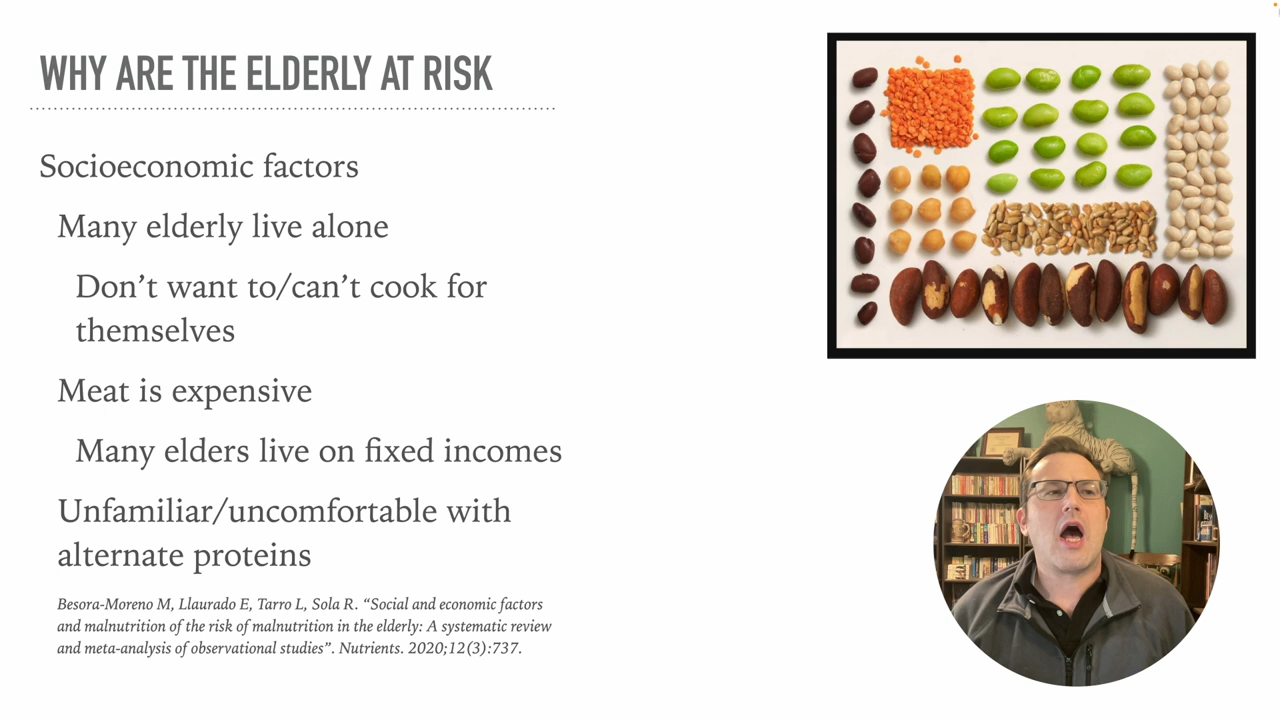 WHY ARE THE ELDERLY AT RISK
Socioeconomic factors
Many elderly live alone
Don’t want to/can’t cook for
themselves
Meat is expensive
Many elders live on fixed incomes
Unfamiliar/uncomfortable with
alternate proteins
Besora-Moreno M, Llaurado E, Tarro L, Sola R. “Social and economic factors
and malnutrition of the risk of malnutrition in the elderly: A systematic review
and meta-analysis of observational studies”. Nutrients. 2020;12(3):737.